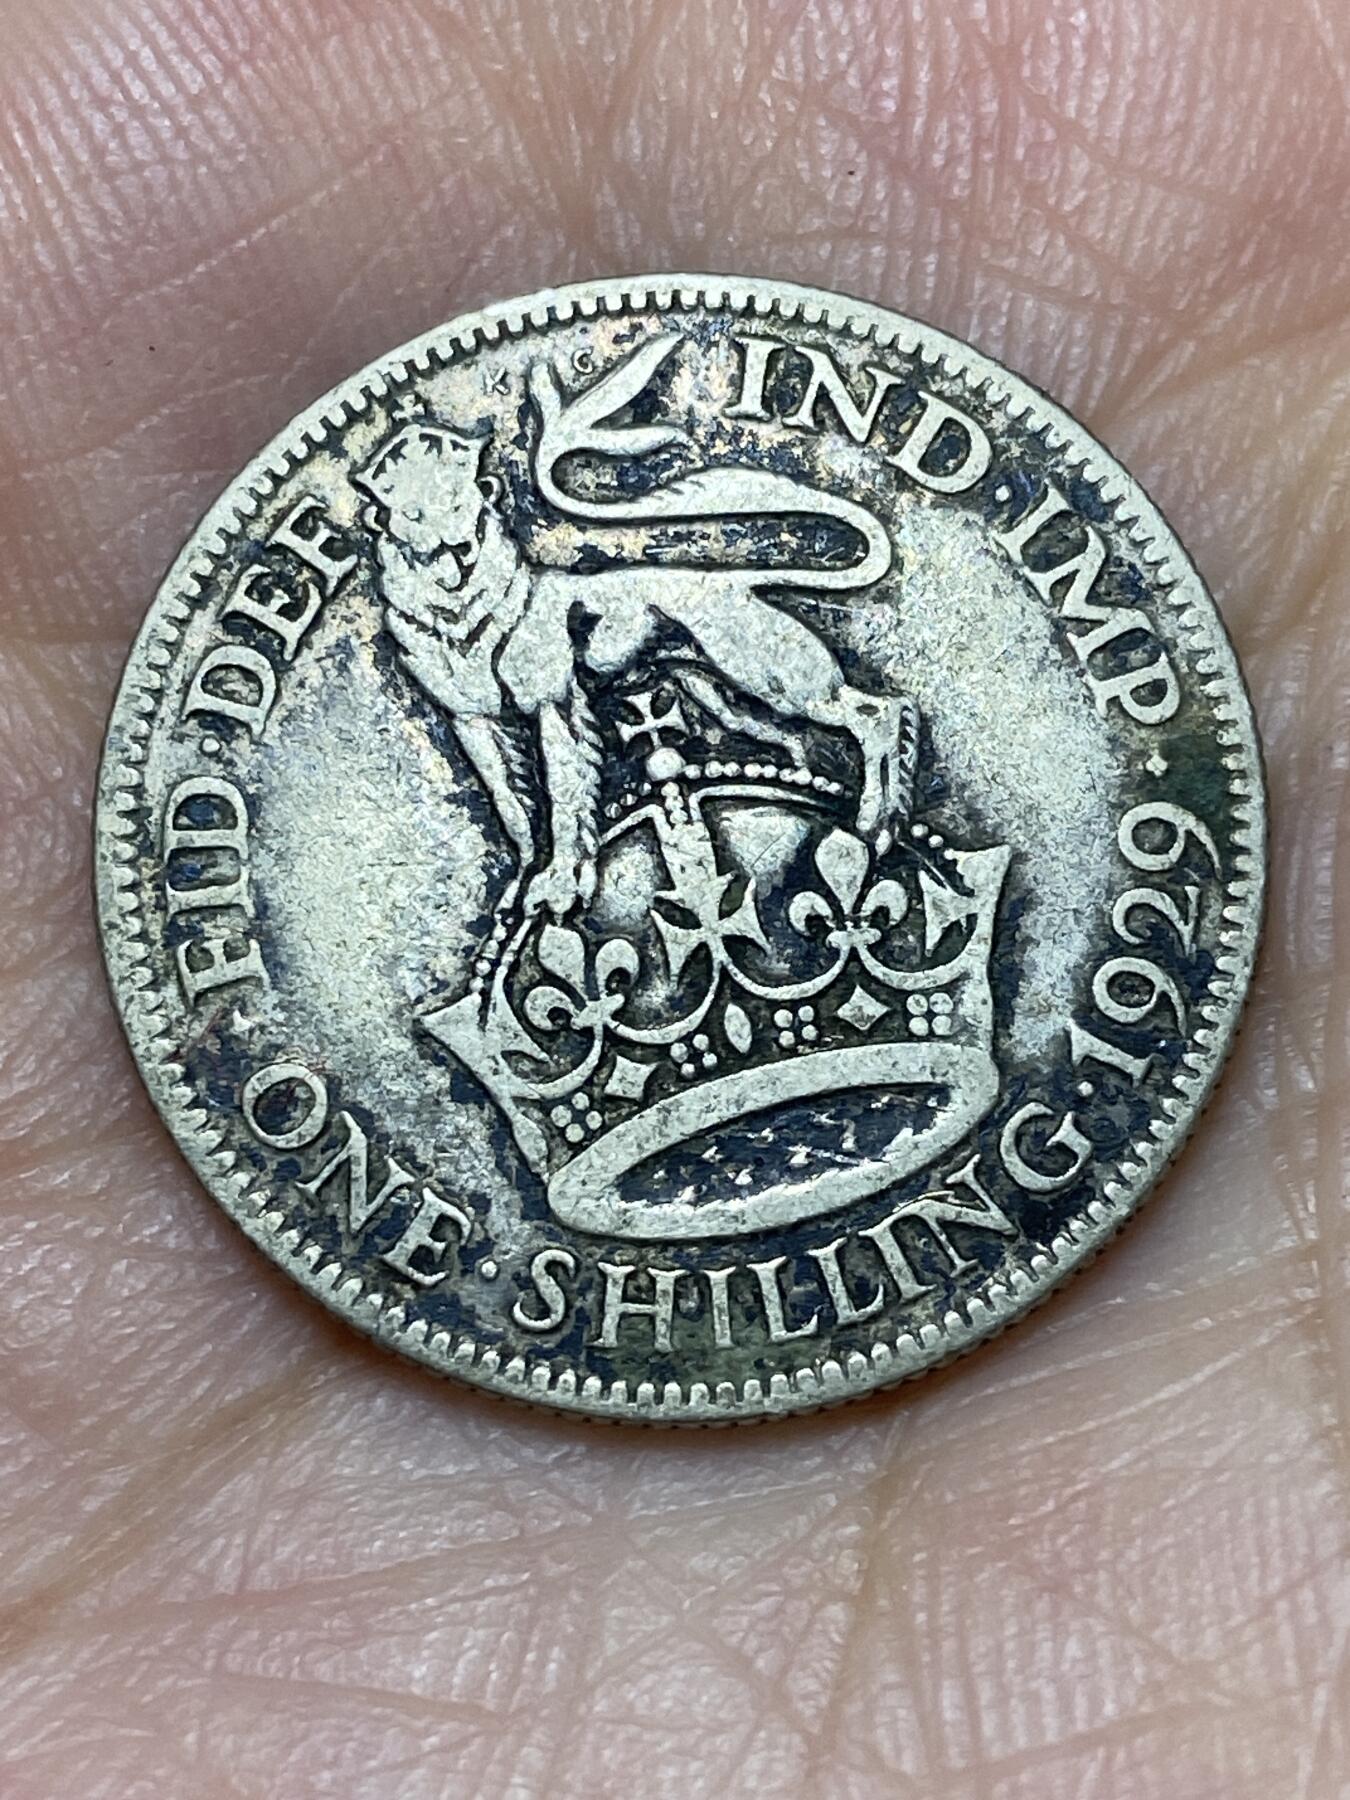 · FID · DEF
IND · IMP ·
· ONE · SHILLING · 1929
K G